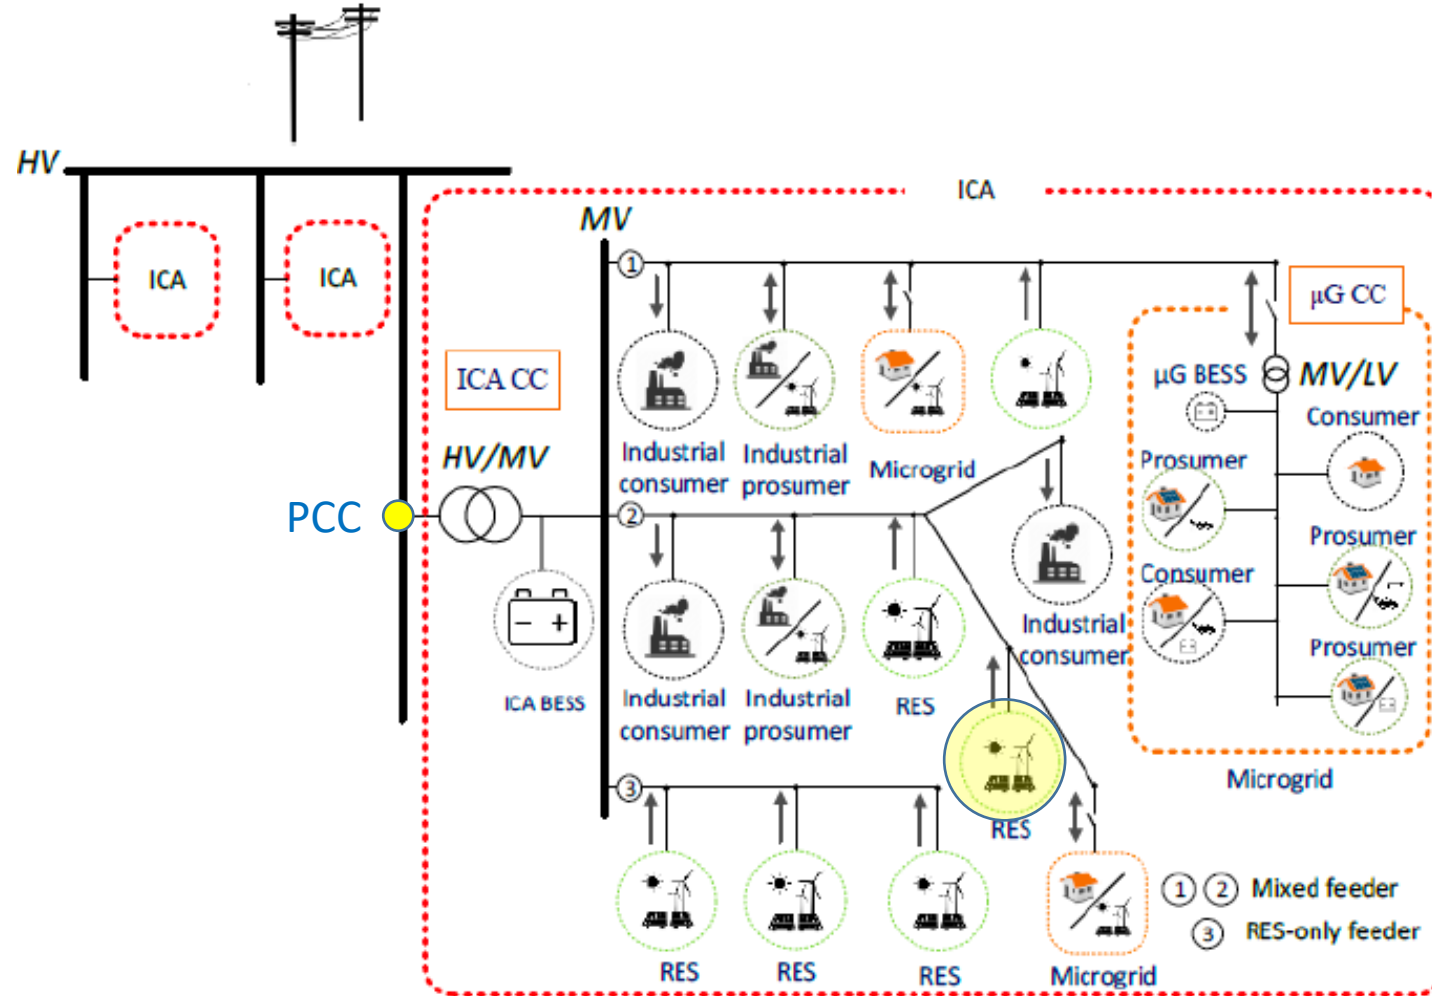 HV
ICA
MV
ICA
ICA
1
μG CC
ICA CC
μG BESS
MV/LV
Consumer
HV/MV
Industrial
consumer
Industrial
prosumer
Microgrid
Prosumer
PCC
2
Prosumer
Consumer
Industrial
consumer
Prosumer
ICA BESS
Industrial
consumer
Industrial
prosumer
RES
Microgrid
3
RES
1 2 Mixed feeder
3 RES-only feeder
RES
RES
RES
Microgrid